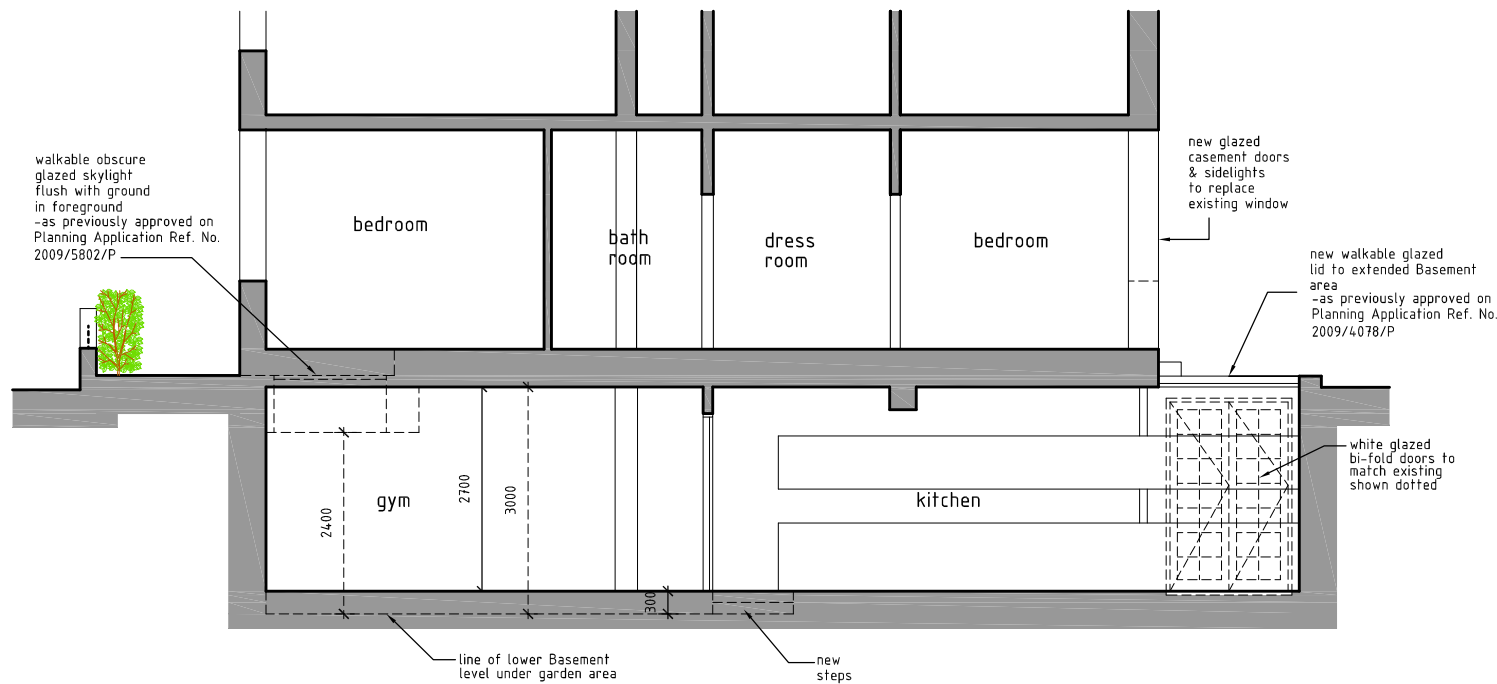 walkable obscure
glazed skylight
flush with ground
in foreground
-as previously approved on
Planning Application Ref. No.
2009/5802/P
bedroom
bath
room
dress
room
bedroom
new glazed
casement doors
& sidelights
to replace
existing window
new walkable glazed
lid to extended Basement
area
-as previously approved on
Planning Application Ref. No.
2009/4078/P
gym
2400
2700
3000
300
kitchen
white glazed
bi-fold doors to
match existing
shown dotted
line of lower Basement
level under garden area
new
steps